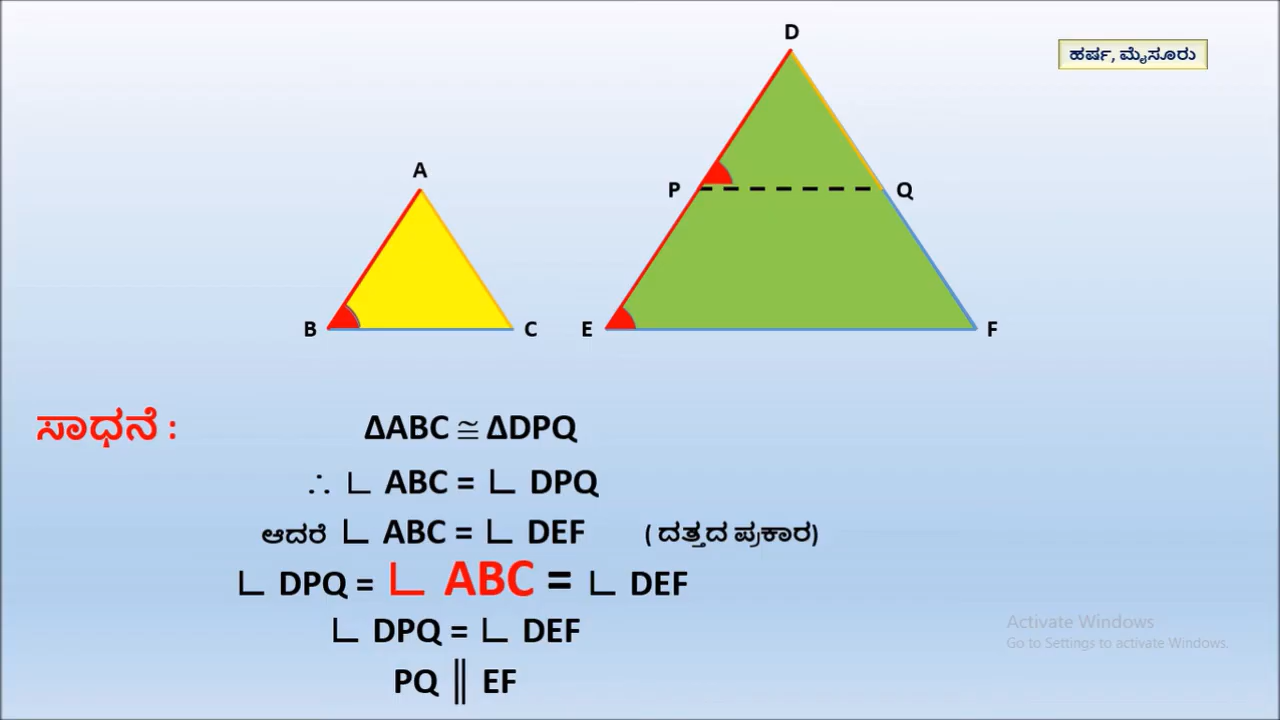 D
ಹರ್ಷ, ಮೈಸೂರು
A
P
Q
B
C
E
F
ಸಾಧನೆ :
ΔABC ≅ ΔDPQ
∴ ∟ ABC = ∟ DPQ
ಆದರೆ ∟ ABC = ∟ DEF ( ದತ್ತದ ಪ್ರಕಾರ)
∟ DPQ = ∟ ABC = ∟ DEF
∟ DPQ = ∟ DEF
PQ ∥ EF
Activate Windows
Go to Settings to activate Windows.